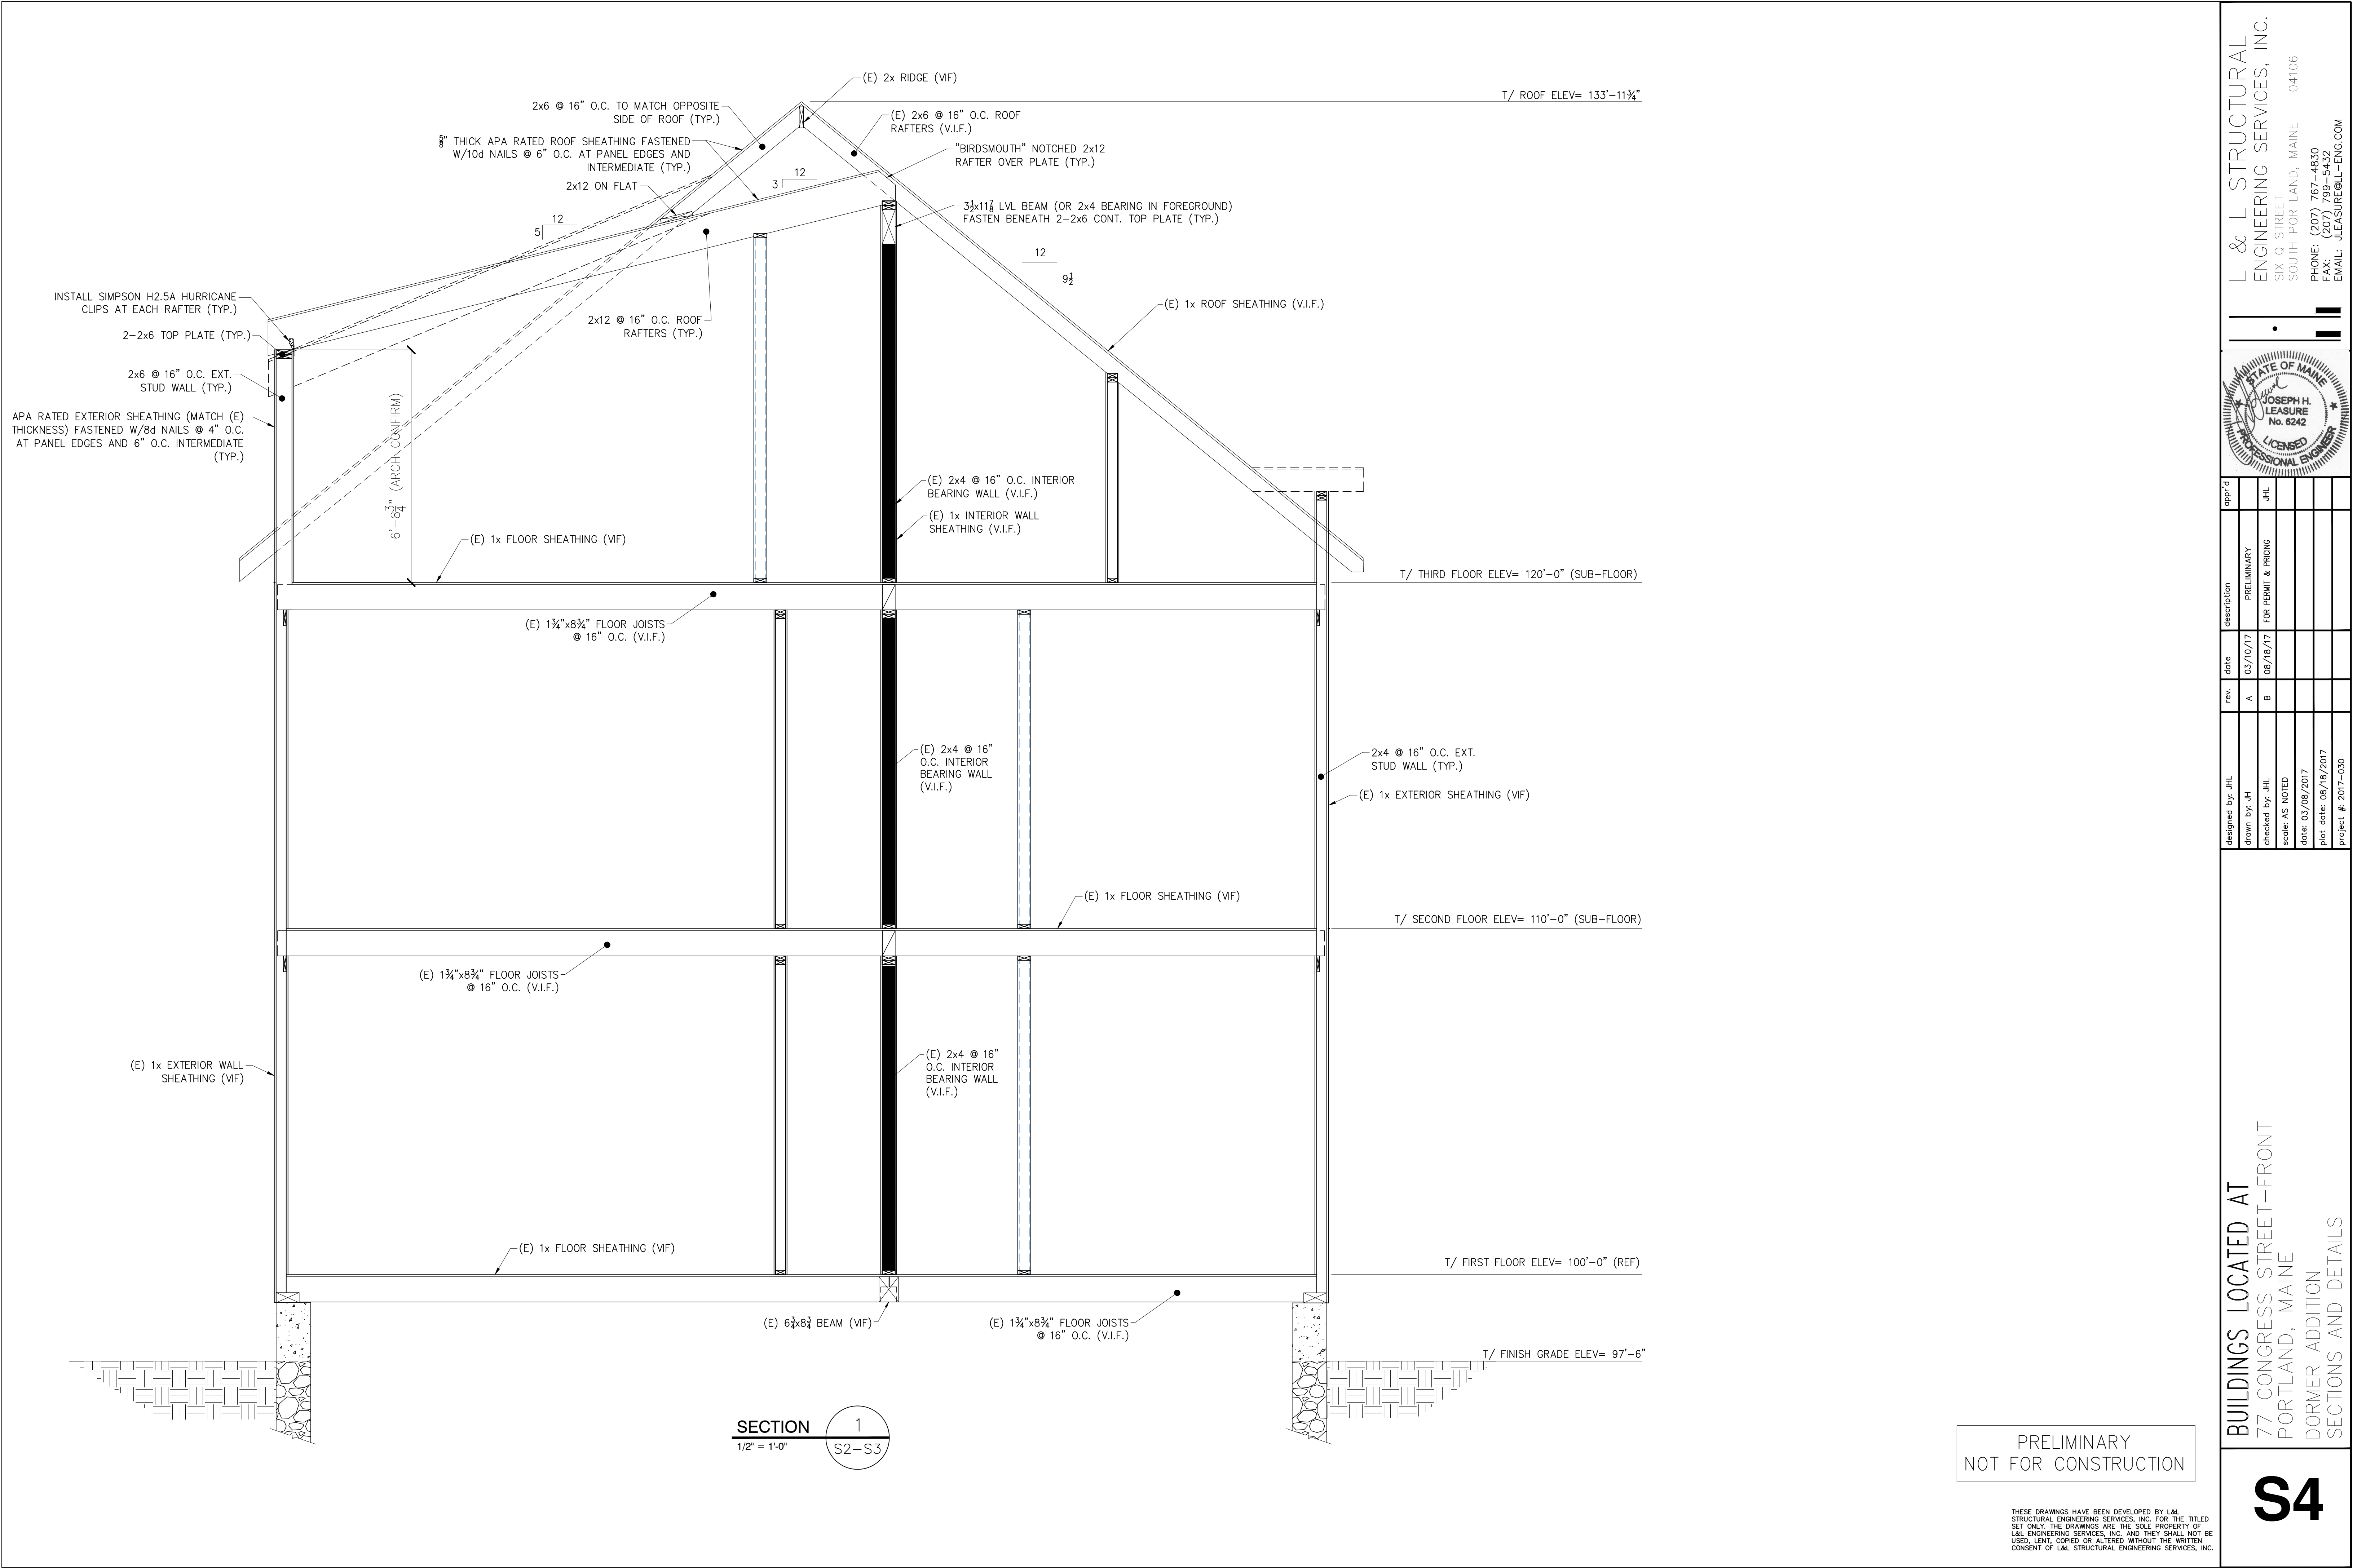 (E) 2x RIDGE (VIF)
T/ ROOF ELEV= 133'-11¾"
2x6 @ 16" O.C. TO MATCH OPPOSITE
SIDE OF ROOF (TYP.)
(E) 2x6 @ 16" O.C. ROOF
RAFTERS (V.I.F.)
⅝" THICK APA RATED ROOF SHEATHING FASTENED
W/10d NAILS @ 6" O.C. AT PANEL EDGES AND
INTERMEDIATE (TYP.)
"BIRDSMOUTH" NOTCHED 2x12
RAFTER OVER PLATE (TYP.)
2x12 ON FLAT
12
3
3½x11⅞ LVL BEAM (OR 2x4 BEARING IN FOREGROUND)
FASTEN BENEATH 2-2x6 CONT. TOP PLATE (TYP.)
12
5
12
9½
INSTALL SIMPSON H2.5A HURRICANE
CLIPS AT EACH RAFTER (TYP.)
(E) 1x ROOF SHEATHING (V.I.F.)
2x12 @ 16" O.C. ROOF
RAFTERS (TYP.)
2-2x6 TOP PLATE (TYP.)
2x6 @ 16" O.C. EXT.
STUD WALL (TYP.)
APA RATED EXTERIOR SHEATHING (MATCH (E)
THICKNESS) FASTENED W/8d NAILS @ 4" O.C.
AT PANEL EDGES AND 6" O.C. INTERMEDIATE
(TYP.)
6'-8¾" (ARCH CONFIRM)
(E) 2x4 @ 16" O.C. INTERIOR
BEARING WALL (V.I.F.)
(E) 1x INTERIOR WALL
SHEATHING (V.I.F.)
(E) 1x FLOOR SHEATHING (VIF)
T/ THIRD FLOOR ELEV= 120'-0" (SUB-FLOOR)
(E) 1¾"x8¾" FLOOR JOISTS
@ 16" O.C. (V.I.F.)
(E) 2x4 @ 16"
O.C. INTERIOR
BEARING WALL
(V.I.F.)
2x4 @ 16" O.C. EXT.
STUD WALL (TYP.)
(E) 1x EXTERIOR SHEATHING (VIF)
(E) 1x FLOOR SHEATHING (VIF)
T/ SECOND FLOOR ELEV= 110'-0" (SUB-FLOOR)
(E) 1¾"x8¾" FLOOR JOISTS
@ 16" O.C. (V.I.F.)
(E) 2x4 @ 16"
O.C. INTERIOR
BEARING WALL
(V.I.F.)
(E) 1x EXTERIOR WALL
SHEATHING (VIF)
(E) 1x FLOOR SHEATHING (VIF)
T/ FIRST FLOOR ELEV= 100'-0" (REF)
(E) 6¾x8¾ BEAM (VIF)
(E) 1¾"x8¾" FLOOR JOISTS
@ 16" O.C. (V.I.F.)
T/ FINISH GRADE ELEV= 97'-6"
SECTION
1/2" = 1'-0"
1
S2-S3
PRELIMINARY
NOT FOR CONSTRUCTION
THESE DRAWINGS HAVE BEEN DEVELOPED BY L&L
STRUCTURAL ENGINEERING SERVICES, INC. FOR THE TITLED
SET ONLY. THE DRAWINGS ARE THE SOLE PROPERTY OF
L&L ENGINEERING SERVICES, INC. AND THEY SHALL NOT BE
USED, LENT, COPIED OR ALTERED WITHOUT THE WRITTEN
CONSENT OF L&L STRUCTURAL ENGINEERING SERVICES, INC.
L & L STRUCTURAL
ENGINEERING SERVICES, INC.
SIX Q STREET
SOUTH PORTLAND, MAINE 04106
PHONE: (207) 767-4830
FAX: (207) 799-5432
EMAIL: JLEASURE@LL-ENG.COM
STATE OF MAINE
JOSEPH H.
LEASURE
No. 6242
LICENSED
PROFESSIONAL ENGINEER
rev. date description appr'd
A 03/10/17 PRELIMINARY
B 08/18/17 FOR PERMIT & PRICING JHL
designed by: JHL
drawn by: JH
checked by: JHL
scale: AS NOTED
date: 03/08/2017
plot date: 08/18/2017
project #: 2017-030
BUILDINGS LOCATED AT
77 CONGRESS STREET-FRONT
PORTLAND, MAINE
DORMER ADDITION
SECTIONS AND DETAILS
S4